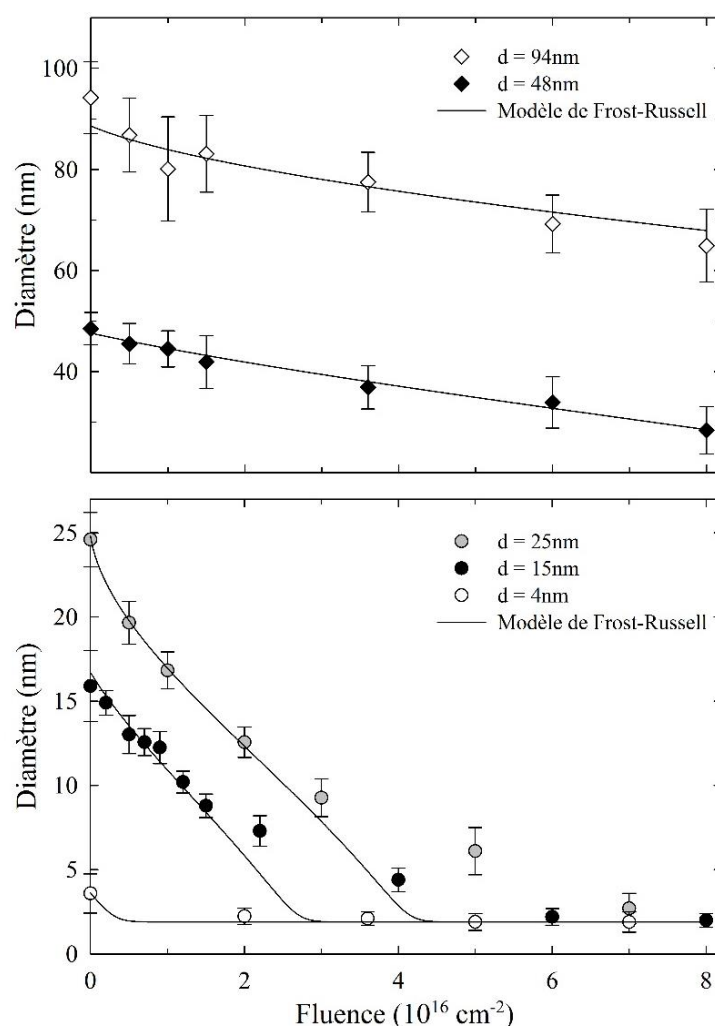 d = 94nm
d = 48nm
Modèle de Frost-Russell
100
80
60
40
Diamètre (nm)
d = 25nm
d = 15nm
d = 4nm
Modèle de Frost-Russell
25
20
15
10
5
0
Diamètre (nm)
0 2 4 6 8
Fluence (10¹⁶ cm⁻²)